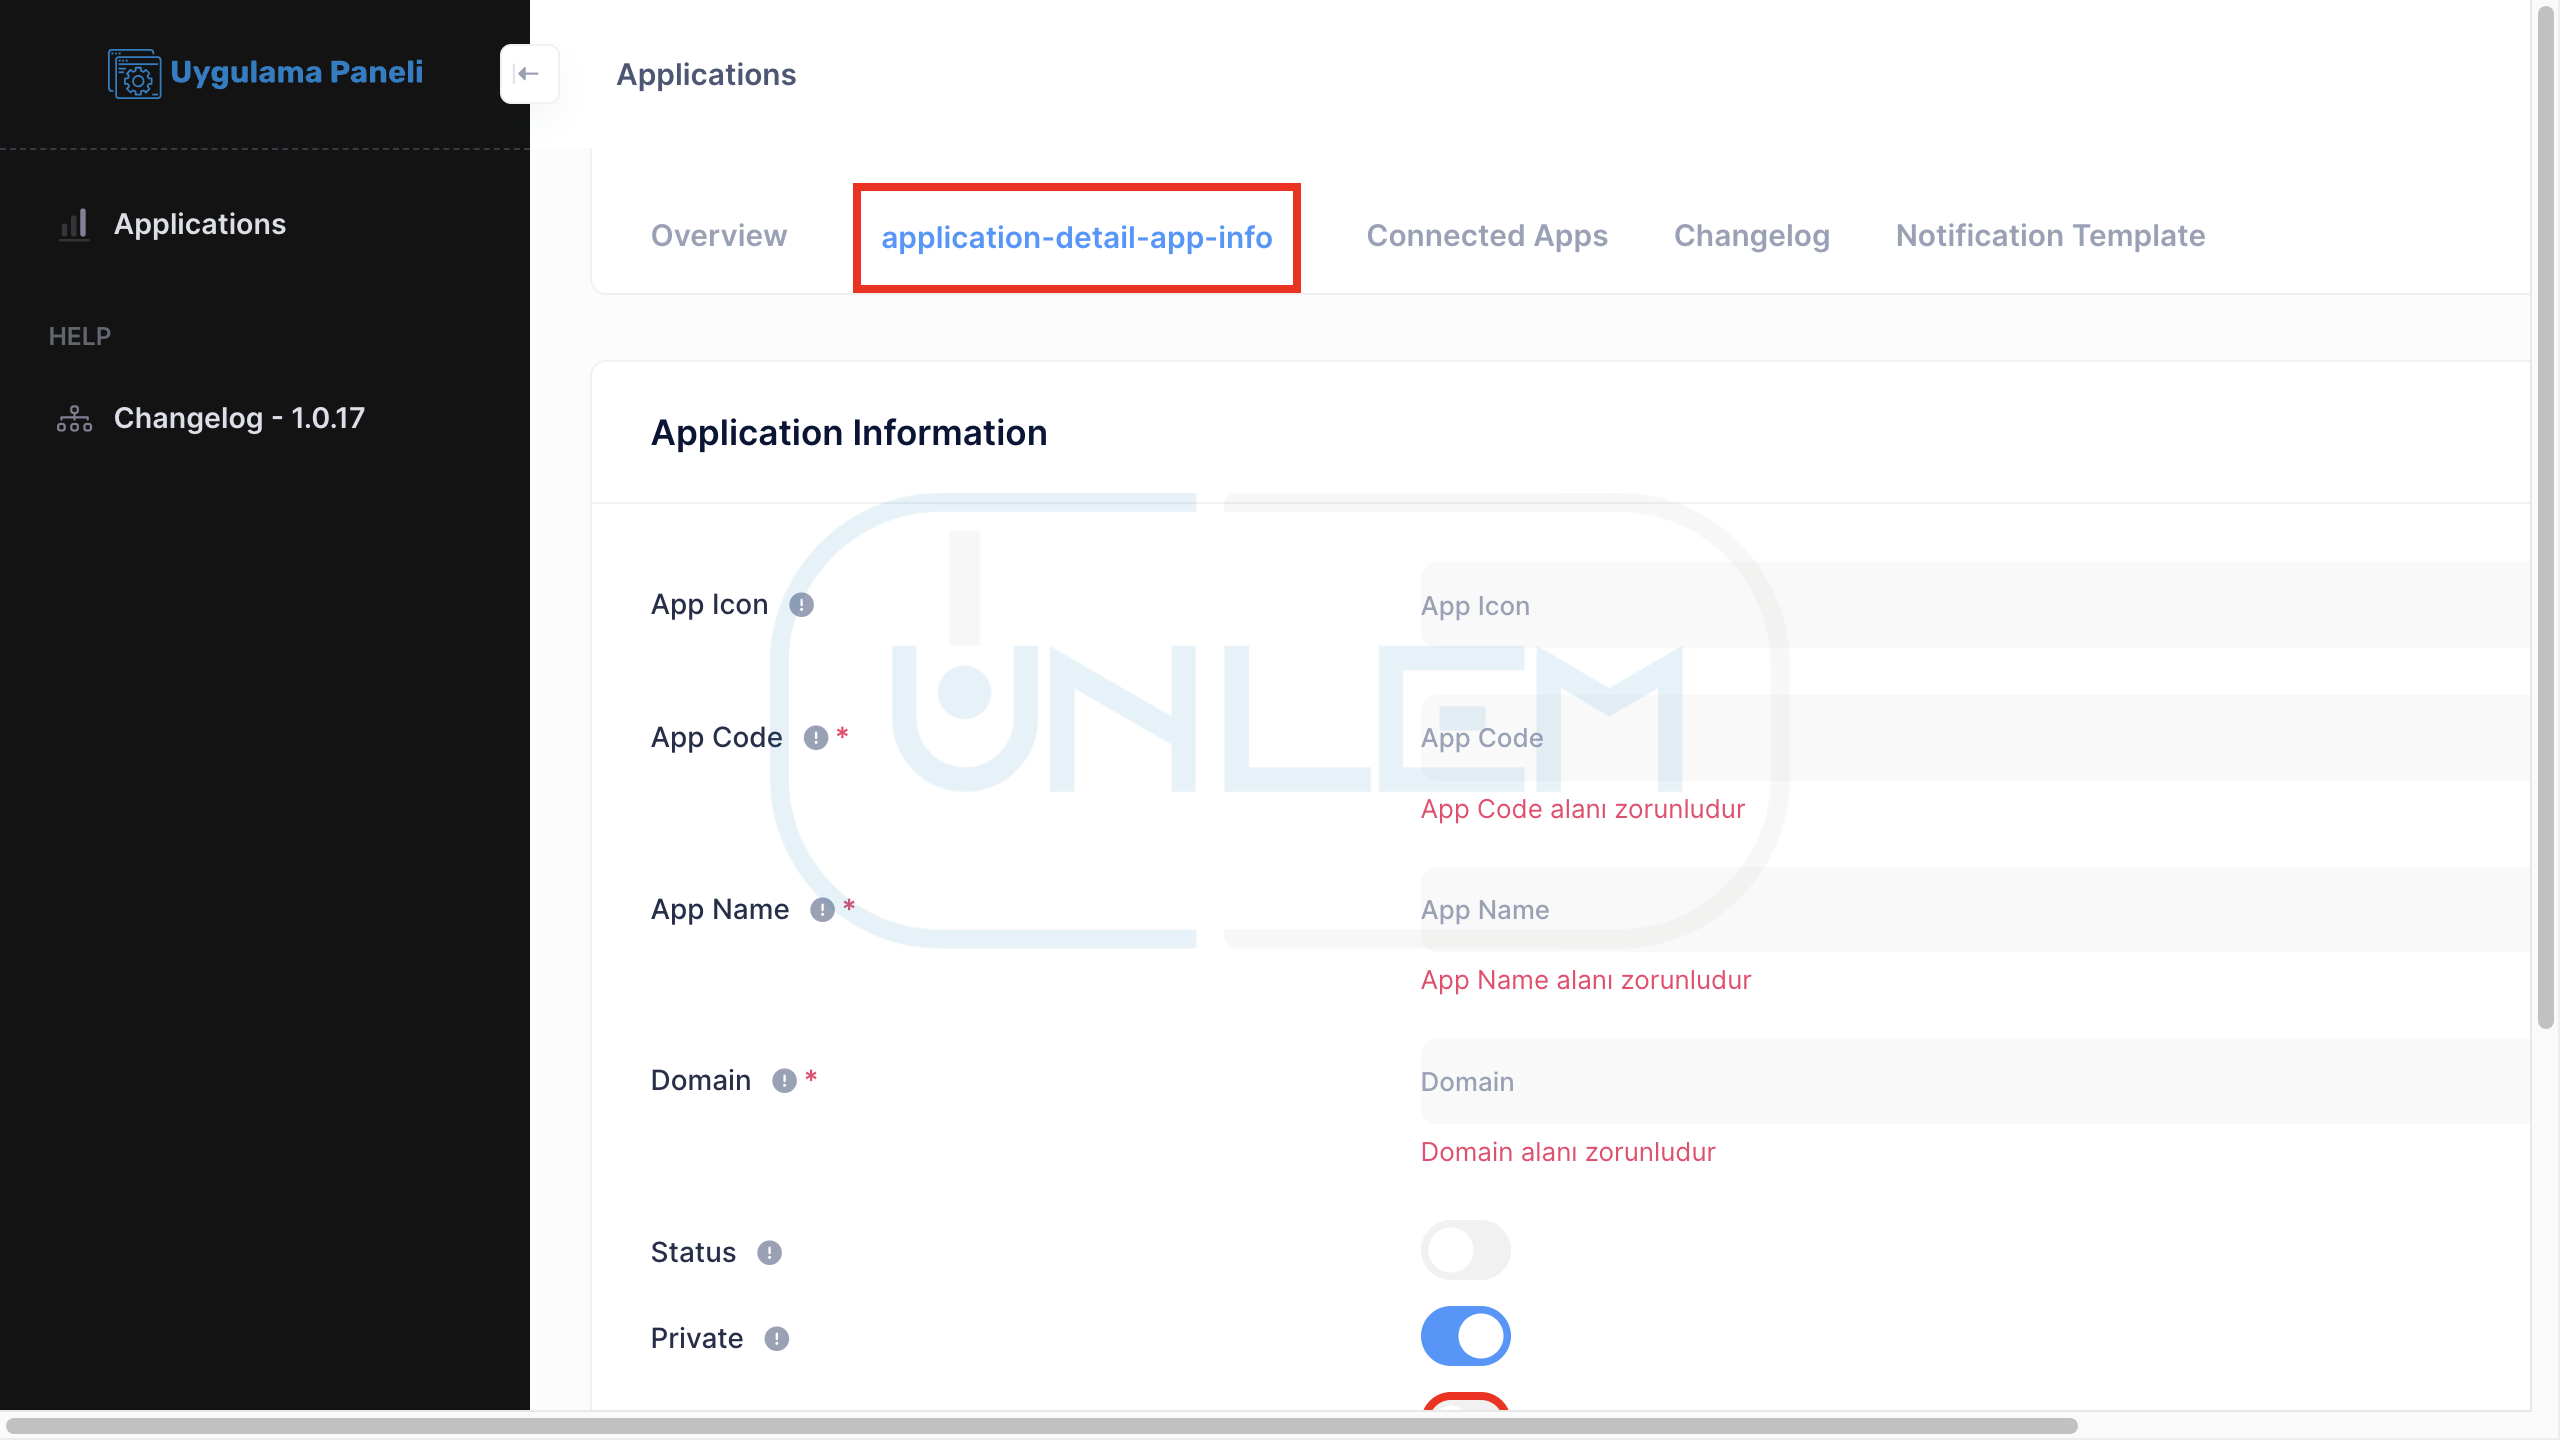 Uygulama Paneli
Applications
Applications
HELP
Changelog - 1.0.17
Overview
application-detail-app-info
Connected Apps
Changelog
Notification Template
Application Information
App Icon
App Icon
App Code *
App Code
App Code alanı zorunludur
App Name *
App Name
App Name alanı zorunludur
Domain *
Domain
Domain alanı zorunludur
Status
Private
UNLEM